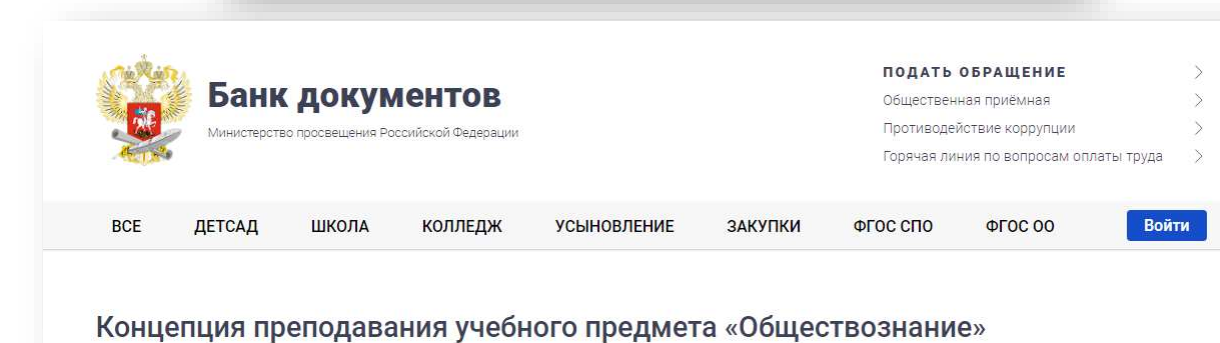 Банк документов
Министерство просвещения Российской Федерации
ПОДАТЬ ОБРАЩЕНИЕ
Общественная приёмная
Противодействие коррупции
Горячая линия по вопросам оплаты труда
ВСЕ ДЕТСАД ШКОЛА КОЛЛЕДЖ УСЫНОВЛЕНИЕ ЗАКУПКИ ФГОС СПО ФГОС ОО Войти
Концепция преподавания учебного предмета «Обществознание»